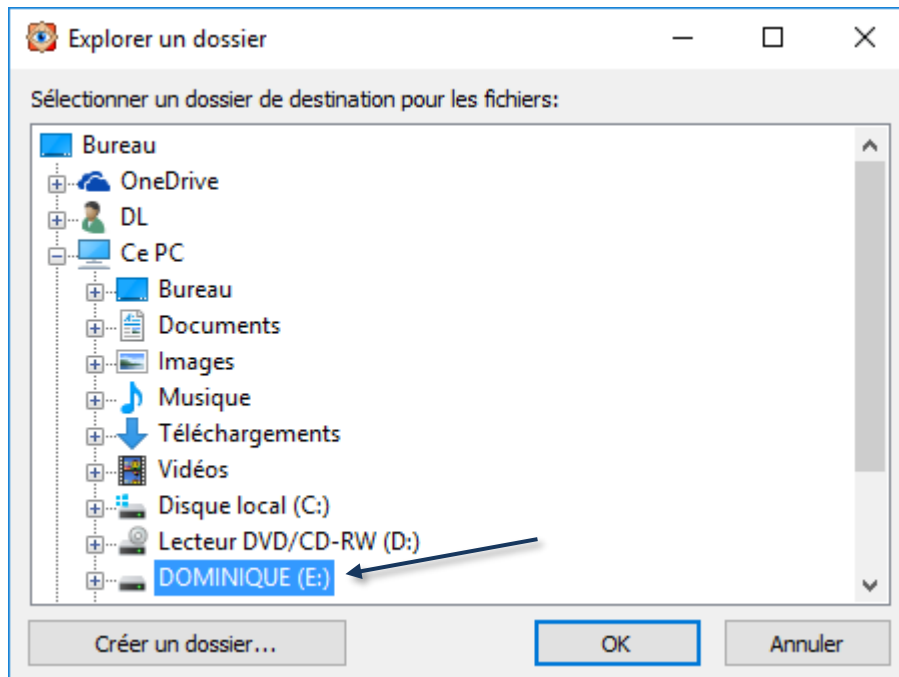 Explorer un dossier
Sélectionner un dossier de destination pour les fichiers:
Bureau
OneDrive
DL
Ce PC
Bureau
Documents
Images
Musique
Téléchargements
Vidéos
Disque local (C:)
Lecteur DVD/CD-RW (D:)
DOMINIQUE (E:)
Créer un dossier... OK Annuler